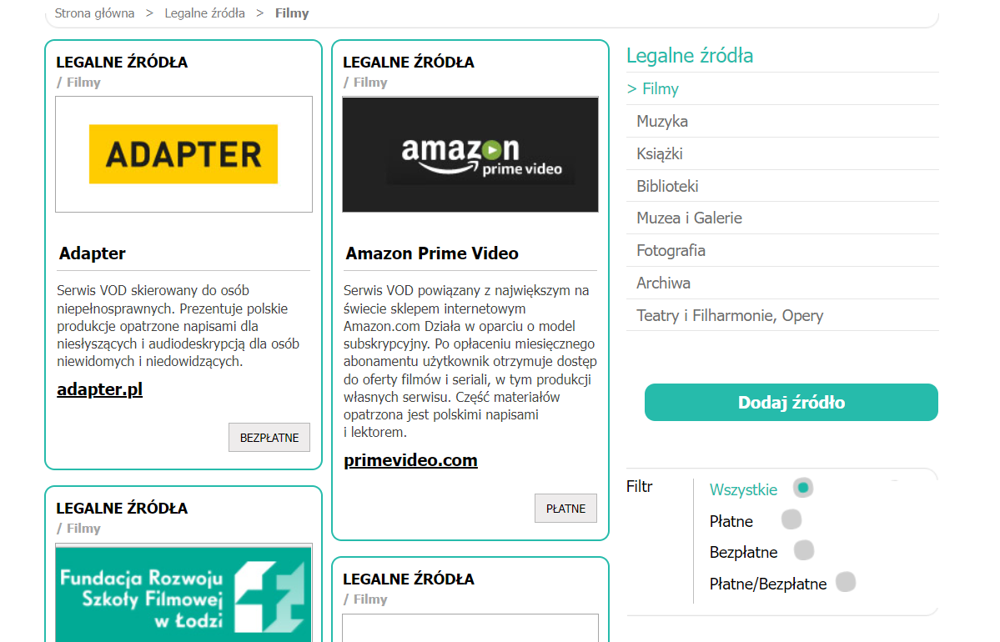 Strona główna > Legalne źródła > Filmy
LEGALNE ŹRÓDŁA
/ Filmy
ADAPTER
Adapter
Serwis VOD skierowany do osób
niepełnosprawnych. Prezentuje polskie
produkcje opatrzone napisami dla
niesłyszących i audiodeskrypcją dla osób
niewidomych i niedowidzących.
adapter.pl
BEZPŁATNE
LEGALNE ŹRÓDŁA
/ Filmy
Fundacja Rozwoju
Szkoły Filmowej
w Łodzi
LEGALNE ŹRÓDŁA
/ Filmy
amazon
prime video
Amazon Prime Video
Serwis VOD powiązany z największym na
świecie sklepem internetowym
Amazon.com Działa w oparciu o model
subskrypcyjny. Po opłaceniu miesięcznego
abonamentu użytkownik otrzymuje dostęp
do oferty filmów i seriali, w tym produkcji
własnych serwisu. Część materiałów
opatrzona jest polskimi napisami
i lektorem.
primevideo.com
PŁATNE
LEGALNE ŹRÓDŁA
/ Filmy
Legalne źródła
> Filmy
Muzyka
Książki
Biblioteki
Muzea i Galerie
Fotografia
Archiwa
Teatry i Filharmonie, Opery
Dodaj źródło
Filtr
Wszystkie
Płatne
Bezpłatne
Płatne/Bezpłatne